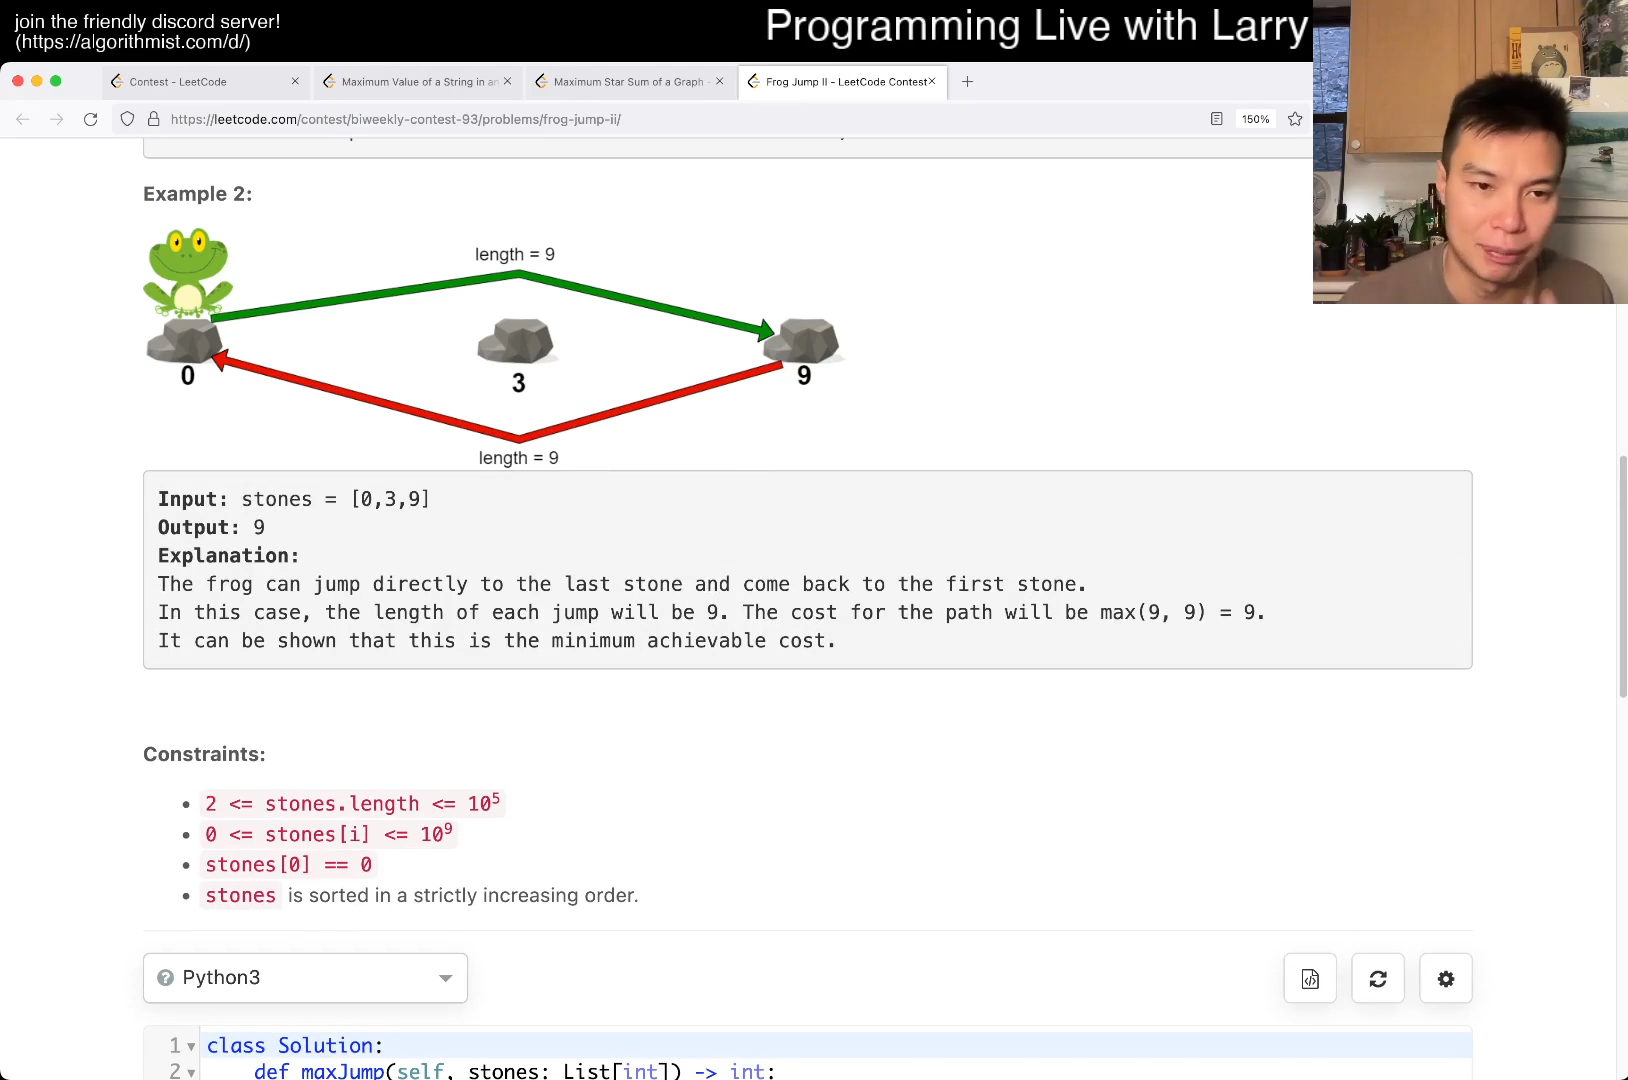 join the friendly discord server!
(https://algorithmist.com/d/)
Programming Live with Larry
Contest - LeetCode
Maximum Value of a String in an
Maximum Star Sum of a Graph -
Frog Jump II - LeetCode Contest
https://leetcode.com/contest/biweekly-contest-93/problems/frog-jump-ii/
150%
Example 2:
length = 9
0
3
9
length = 9
Input: stones = [0,3,9]
Output: 9
Explanation:
The frog can jump directly to the last stone and come back to the first stone.
In this case, the length of each jump will be 9. The cost for the path will be max(9, 9) = 9.
It can be shown that this is the minimum achievable cost.
Constraints:
2 <= stones.length <= 10⁵
0 <= stones[i] <= 10⁹
stones[0] == 0
stones is sorted in a strictly increasing order.
Python3
1 class Solution:
2 def maxJump(self, stones: List[int]) -> int: